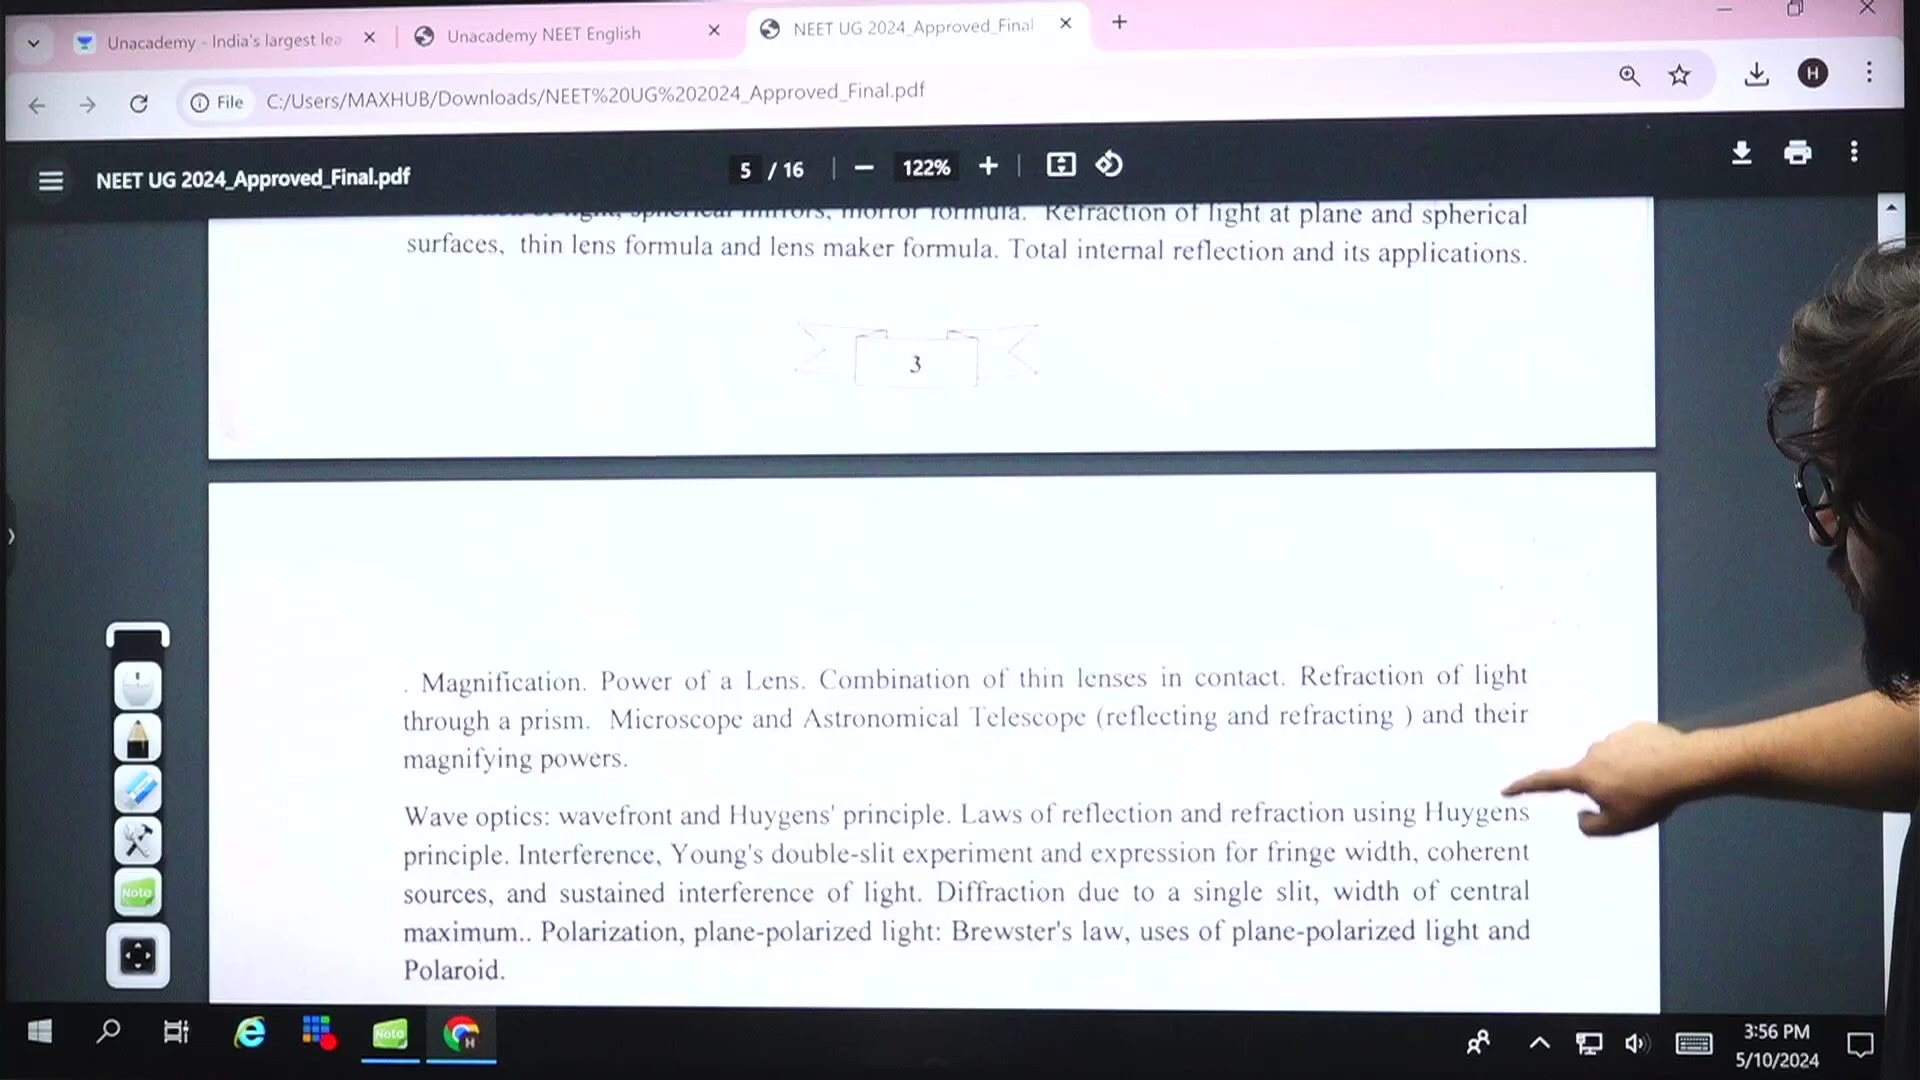 Unacademy - India's largest lea
Unacademy NEET English
NEET UG 2024_Approved_Final
File C:/Users/MAXHUB/Downloads/NEET%20UG%202024_Approved_Final.pdf
H
NEET UG 2024_Approved_Final.pdf
5 / 16
122%
light, spherical mirrors, morror formula. Refraction of light at plane and spherical
surfaces, thin lens formula and lens maker formula. Total internal reflection and its applications.
3
. Magnification. Power of a Lens. Combination of thin lenses in contact. Refraction of light
through a prism. Microscope and Astronomical Telescope (reflecting and refracting ) and their
magnifying powers.
Wave optics: wavefront and Huygens' principle. Laws of reflection and refraction using Huygens
principle. Interference, Young's double-slit experiment and expression for fringe width, coherent
sources, and sustained interference of light. Diffraction due to a single slit, width of central
maximum.. Polarization, plane-polarized light: Brewster's law, uses of plane-polarized light and
Polaroid.
Note
Note
H
3:56 PM
5/10/2024